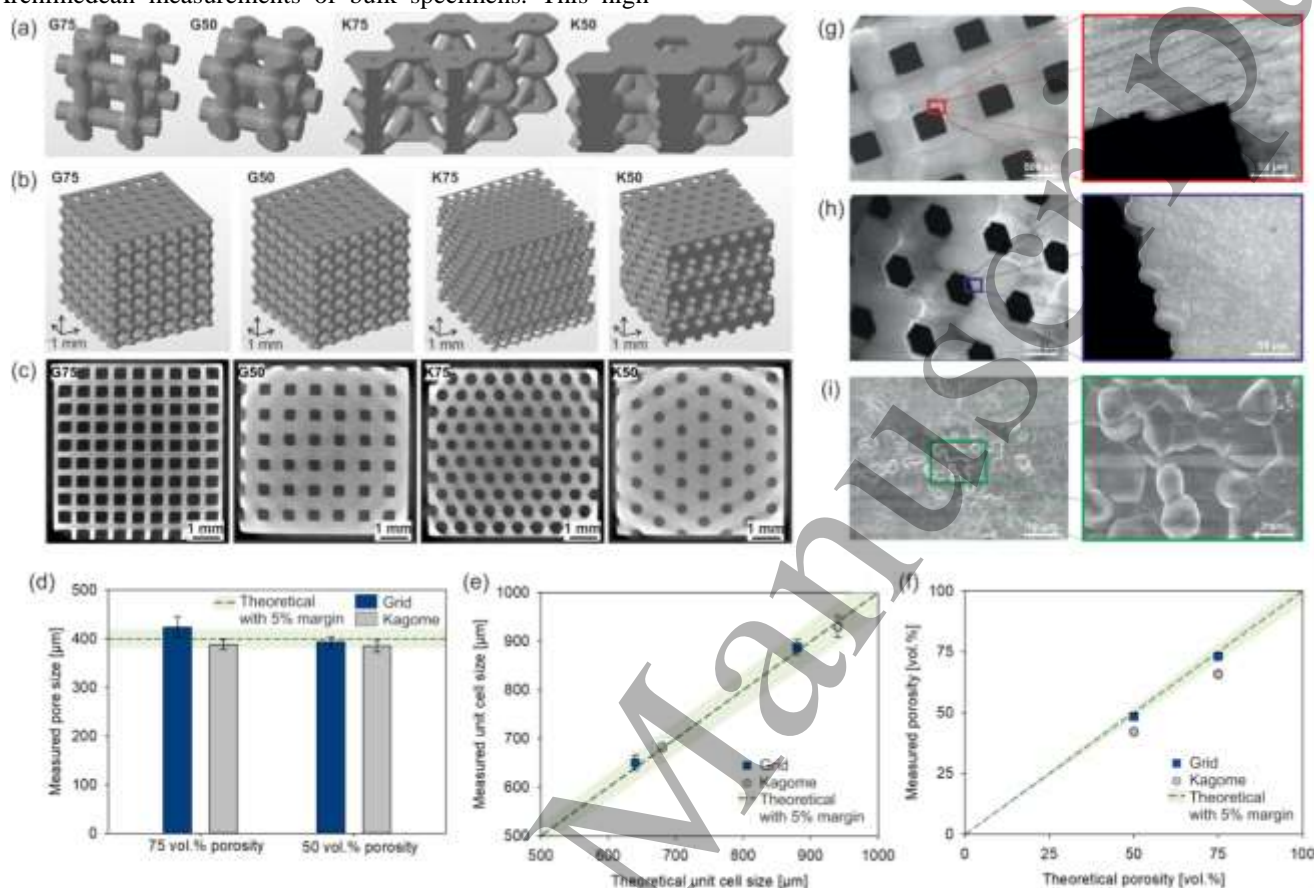 Archimedean measurements of bulk specimens. This high
(a) G75 G50 K75 K50
(b) G75 G50 K75 K50
1 mm 1 mm 1 mm 1 mm
(c) G75 G50 K75 K50
1 mm 1 mm 1 mm 1 mm
(g)
(h)
(i)
(d)
Measured pore size [µm]
500
400
300
200
100
0
Theoretical
with 5% margin
Grid
Kagome
75 vol.% porosity 50 vol.% porosity
(e)
Measured unit cell size [µm]
1000
900
800
700
600
500
Grid
Kagome
Theoretical
with 5% margin
500 600 700 800 900 1000
Theoretical unit cell size [µm]
(f)
Measured porosity [vol.%]
100
75
50
25
0
Grid
Kagome
Theoretical
with 5% margin
0 25 50 75 100
Theoretical porosity [vol.%]
Manuscrip